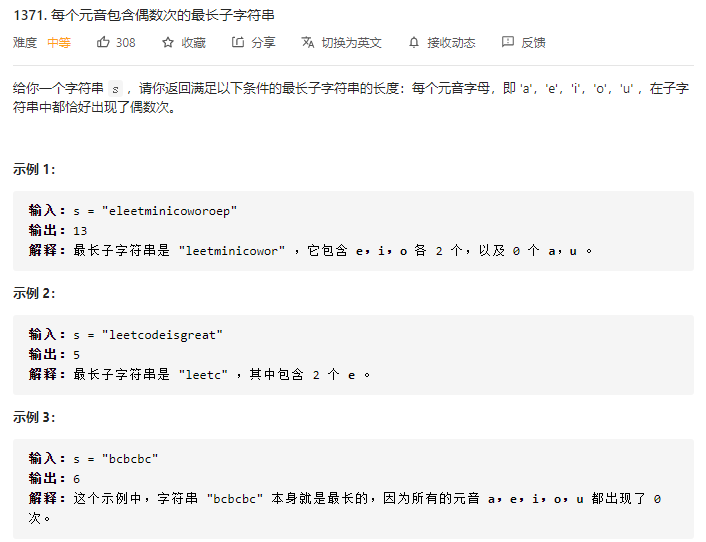 1371. 每个元音包含偶数次的最长子字符串
难度 中等 308 收藏 分享 切换为英文 接收动态 反馈
给你一个字符串 s ，请你返回满足以下条件的最长子字符串的长度：每个元音字母，即 'a'，'e'，'i'，'o'，'u' ，在子字
符串中都恰好出现了偶数次。
示例 1：
输入：s = "eleetminicoworoep"
输出：13
解释：最长子字符串是 "leetminicowor" ，它包含 e，i，o 各 2 个，以及 0 个 a，u 。
示例 2：
输入：s = "leetcodeisgreat"
输出：5
解释：最长子字符串是 "leetc" ，其中包含 2 个 e 。
示例 3：
输入：s = "bcbcbc"
输出：6
解释：这个示例中，字符串 "bcbcbc" 本身就是最长的，因为所有的元音 a，e，i，o，u 都出现了 0
次。